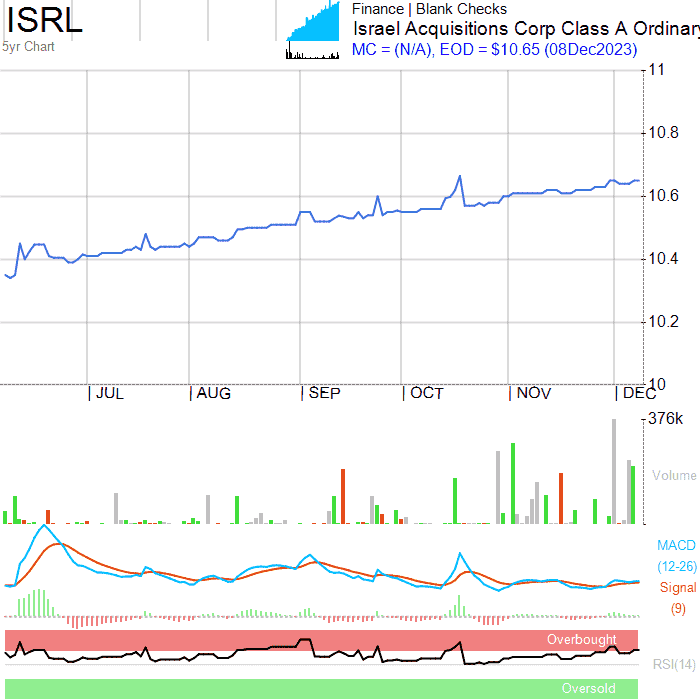 ISRL
5yr Chart
Finance | Blank Checks
Israel Acquisitions Corp Class A Ordinary
MC = (N/A), EOD = $10.65 (08Dec2023)
11
10.8
10.6
10.4
10.2
10
JUL AUG SEP OCT NOV DEC
376k
Volume
MACD
(12-26)
Signal
(9)
Overbought
RSI(14)
Oversold